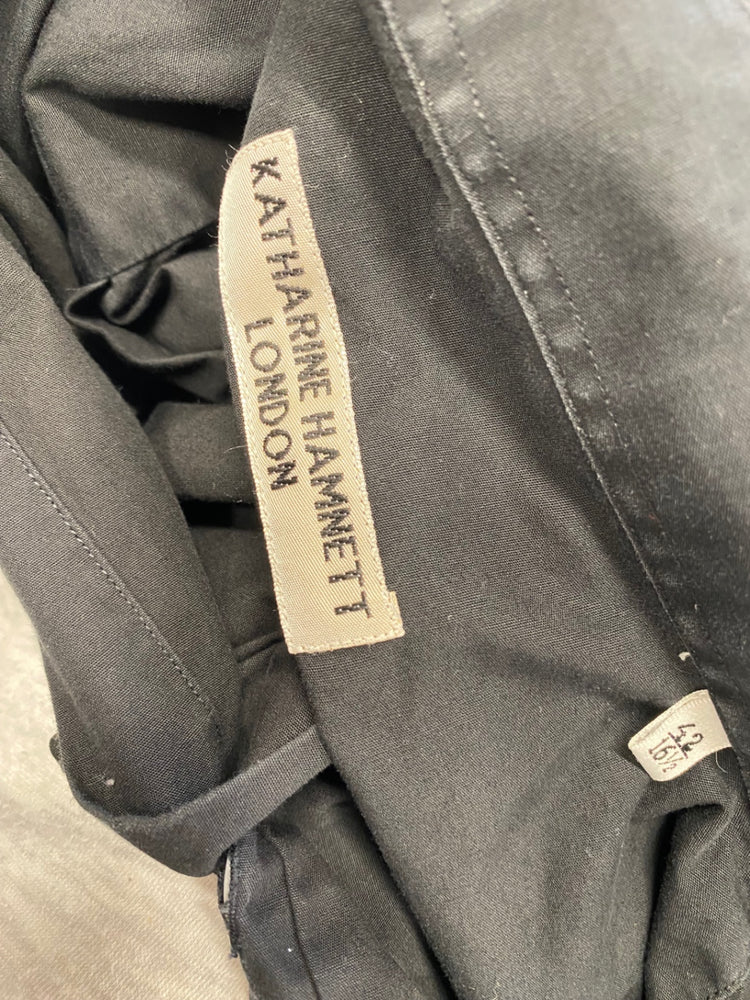 KATHARINE HAMNETT
LONDON
42
16½